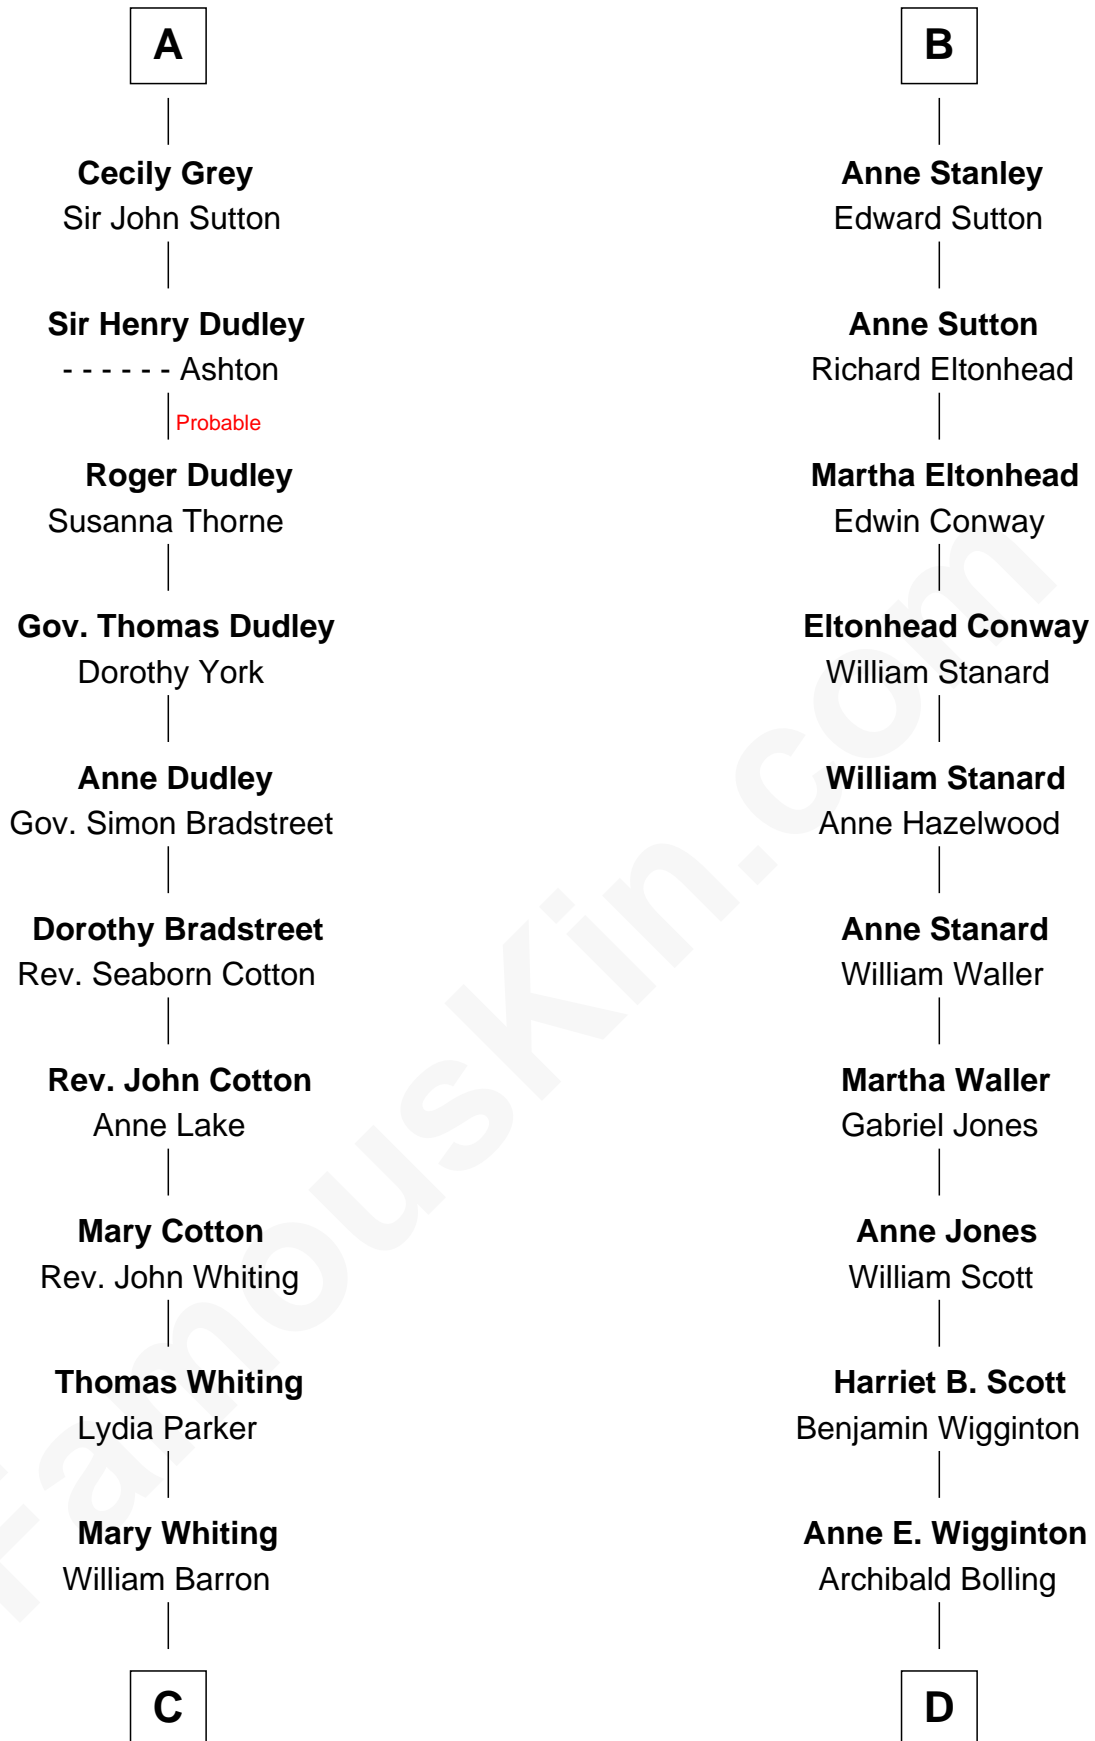 A
Cecily Grey
Sir John Sutton
Sir Henry Dudley
- - - - - - Ashton
Probable
Roger Dudley
Susanna Thorne
Gov. Thomas Dudley
Dorothy York
Anne Dudley
Gov. Simon Bradstreet
Dorothy Bradstreet
Rev. Seaborn Cotton
Rev. John Cotton
Anne Lake
Mary Cotton
Rev. John Whiting
Thomas Whiting
Lydia Parker
Mary Whiting
William Barron
C
B
Anne Stanley
Edward Sutton
Anne Sutton
Richard Eltonhead
Martha Eltonhead
Edwin Conway
Eltonhead Conway
William Stanard
William Stanard
Anne Hazelwood
Anne Stanard
William Waller
Martha Waller
Gabriel Jones
Anne Jones
William Scott
Harriet B. Scott
Benjamin Wigginton
Anne E. Wigginton
Archibald Bolling
D
FamousKin.com